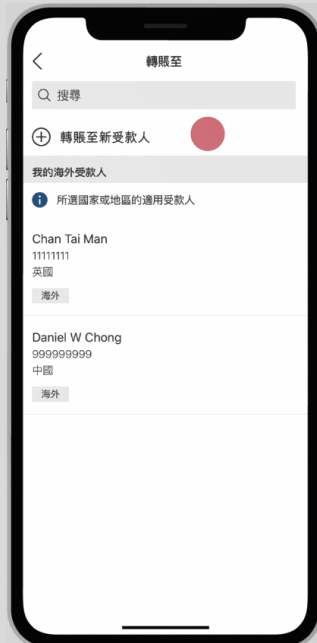 轉賬至
搜尋
轉賬至新受款人
我的海外受款人
所選國家或地區的適用受款人
Chan Tai Man
11111111
英國
海外
Daniel W Chong
999999999
中國
海外